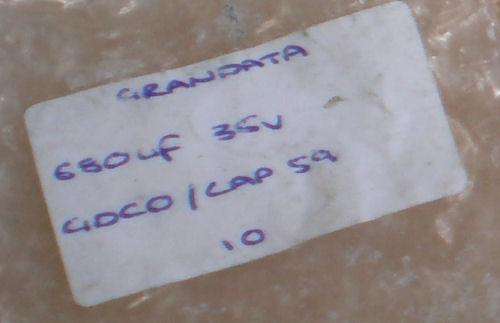 GRANDATA
680uf 35v
GDCO/CAP 59
10